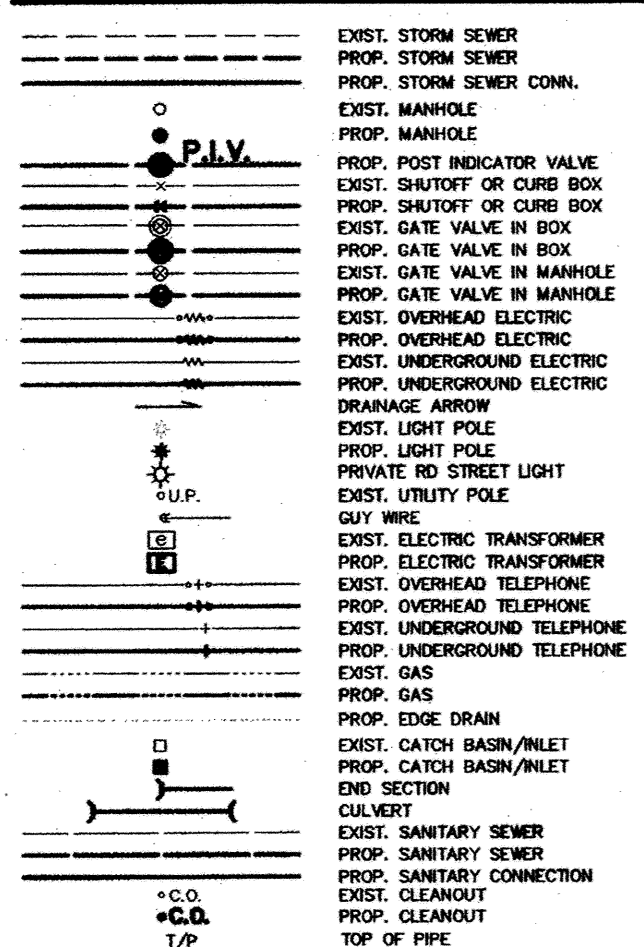 EXIST. STORM SEWER
PROP. STORM SEWER
PROP. STORM SEWER CONN.
EXIST. MANHOLE
PROP. MANHOLE
P.I.V. PROP. POST INDICATOR VALVE
EXIST. SHUTOFF OR CURB BOX
PROP. SHUTOFF OR CURB BOX
EXIST. GATE VALVE IN BOX
PROP. GATE VALVE IN BOX
EXIST. GATE VALVE IN MANHOLE
PROP. GATE VALVE IN MANHOLE
EXIST. OVERHEAD ELECTRIC
PROP. OVERHEAD ELECTRIC
EXIST. UNDERGROUND ELECTRIC
PROP. UNDERGROUND ELECTRIC
DRAINAGE ARROW
EXIST. LIGHT POLE
PROP. LIGHT POLE
PRIVATE RD STREET LIGHT
U.P. EXIST. UTILITY POLE
GUY WIRE
e EXIST. ELECTRIC TRANSFORMER
E PROP. ELECTRIC TRANSFORMER
EXIST. OVERHEAD TELEPHONE
PROP. OVERHEAD TELEPHONE
EXIST. UNDERGROUND TELEPHONE
PROP. UNDERGROUND TELEPHONE
EXIST. GAS
PROP. GAS
PROP. EDGE DRAIN
EXIST. CATCH BASIN/INLET
PROP. CATCH BASIN/INLET
END SECTION
CULVERT
EXIST. SANITARY SEWER
PROP. SANITARY SEWER
PROP. SANITARY CONNECTION
C.O. EXIST. CLEANOUT
C.O. PROP. CLEANOUT
T/P TOP OF PIPE